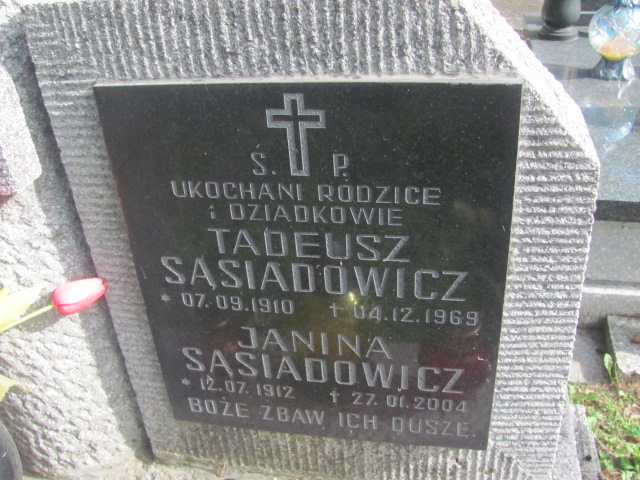 Ś. P.
UKOCHANI RODZICE
i DZIADKOWIE
TADEUSZ
SĄSIADOWICZ
* 07.09.1910 † 04.12.1969
JANINA
SĄSIADOWICZ
* 12.07.1912 † 27.01.2004
BOŻE ZBAW ICH DUSZE